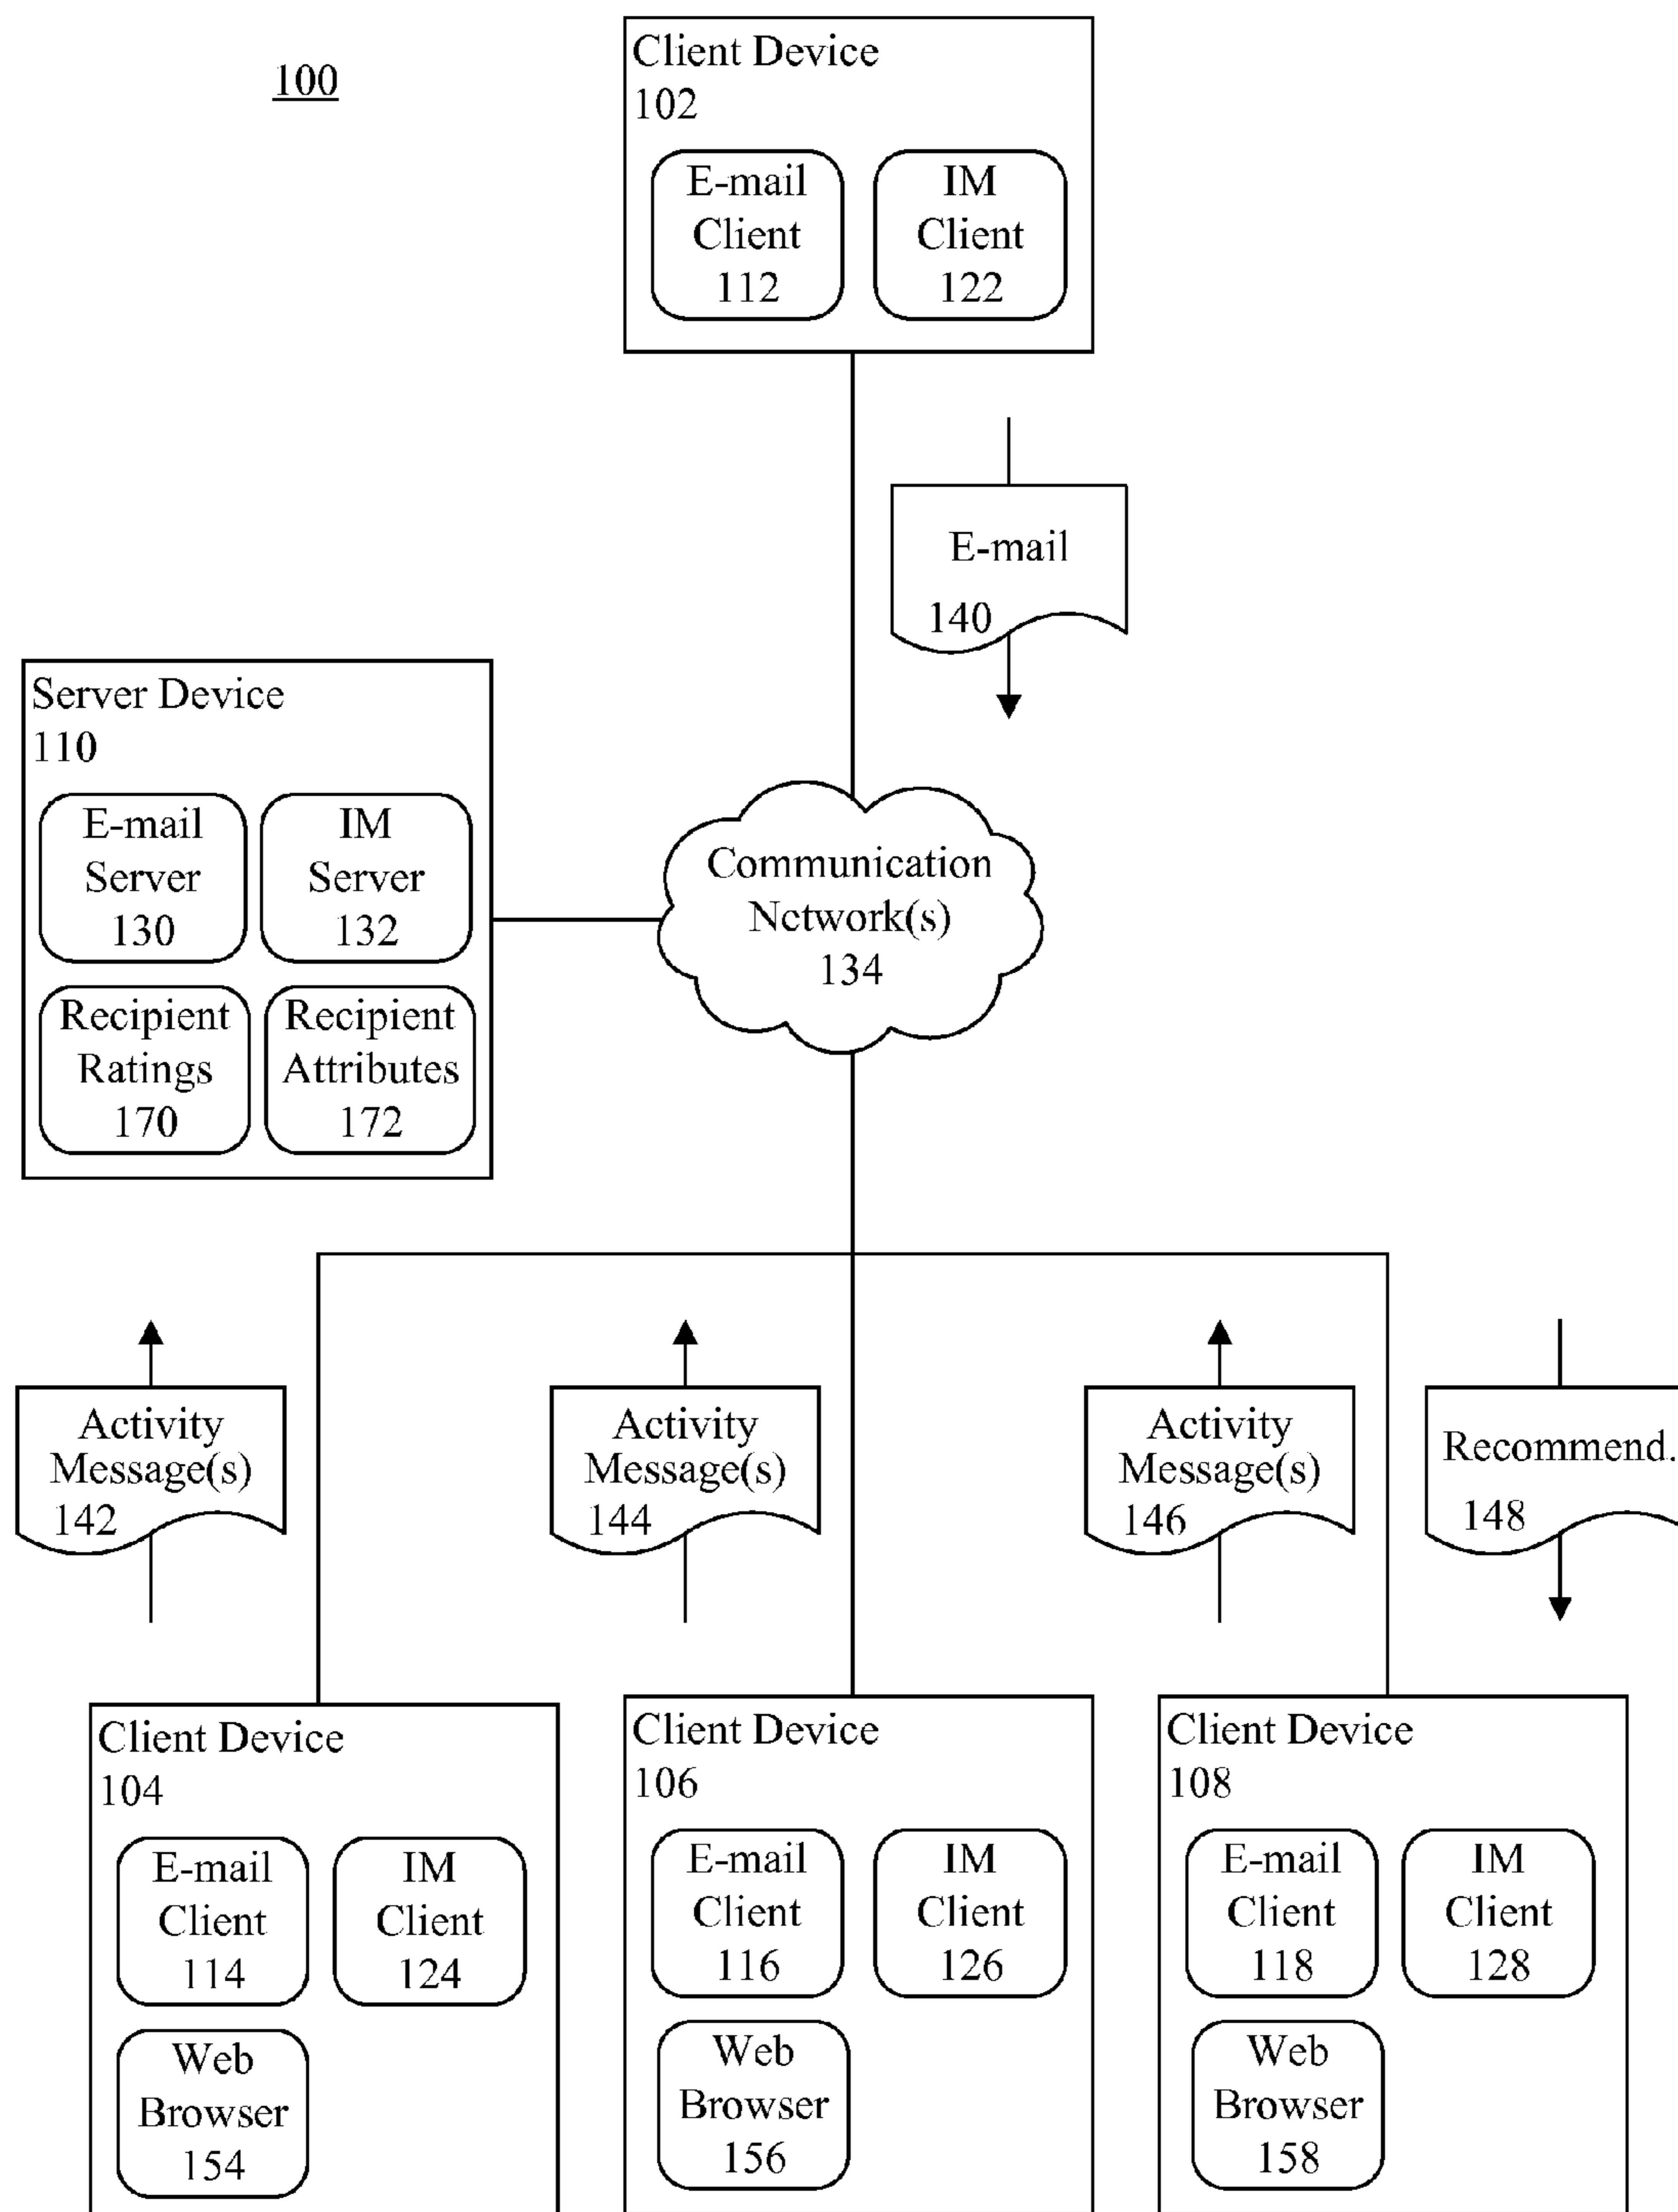 100
Client Device
102
E-mail
Client
112
IM
Client
122
E-mail
140
Server Device
110
E-mail
Server
130
IM
Server
132
Recipient
Ratings
170
Recipient
Attributes
172
Communication
Network(s)
134
Activity
Message(s)
142
Activity
Message(s)
144
Activity
Message(s)
146
Recommend.
148
Client Device
104
E-mail
Client
114
IM
Client
124
Web
Browser
154
Client Device
106
E-mail
Client
116
IM
Client
126
Web
Browser
156
Client Device
108
E-mail
Client
118
IM
Client
128
Web
Browser
158